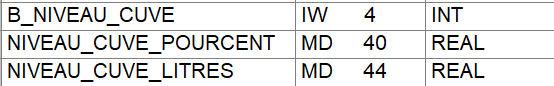 B_NIVEAU_CUVE IW 4 INT
NIVEAU_CUVE_POURCENT MD 40 REAL
NIVEAU_CUVE_LITRES MD 44 REAL